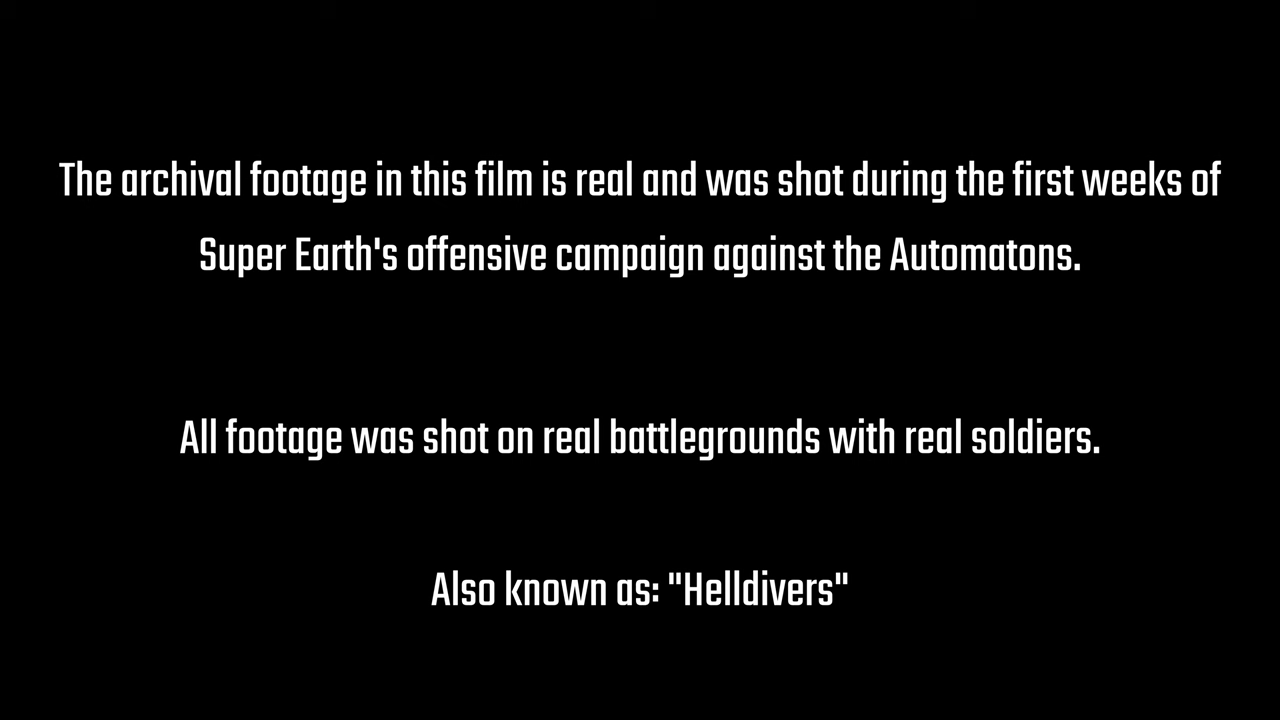 The archival footage in this film is real and was shot during the first weeks of
Super Earth's offensive campaign against the Automatons.
All footage was shot on real battlegrounds with real soldiers.
Also known as: "Helldivers"